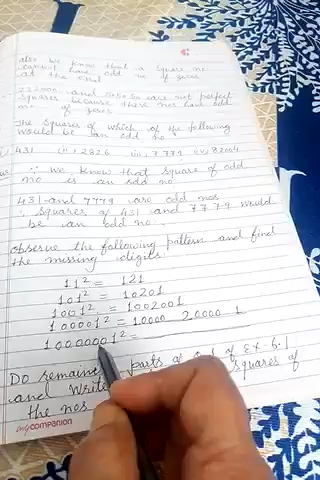 also we know that a square no
cannot have odd no of zeros
at the end
222000 and 505050 are not perfect
squares because these nos have odd
no of zeros
The squares of which of the following
would be an odd no
431 (ii) 2826 (iii) 7779 (iv) 82004
∵ we know that square of odd
no is an odd no
431 and 7779 are odd nos
∴ squares of 431 and 7779 would
be an odd no.
Observe the following pattern and find
the missing digits:
11² = 121
101² = 10201
1001² = 1002001
100001² = 10000 20000 1
10000001² =
Do remaining parts of Q. 1 of Ex-6.1
and write squares of
the nos
companion